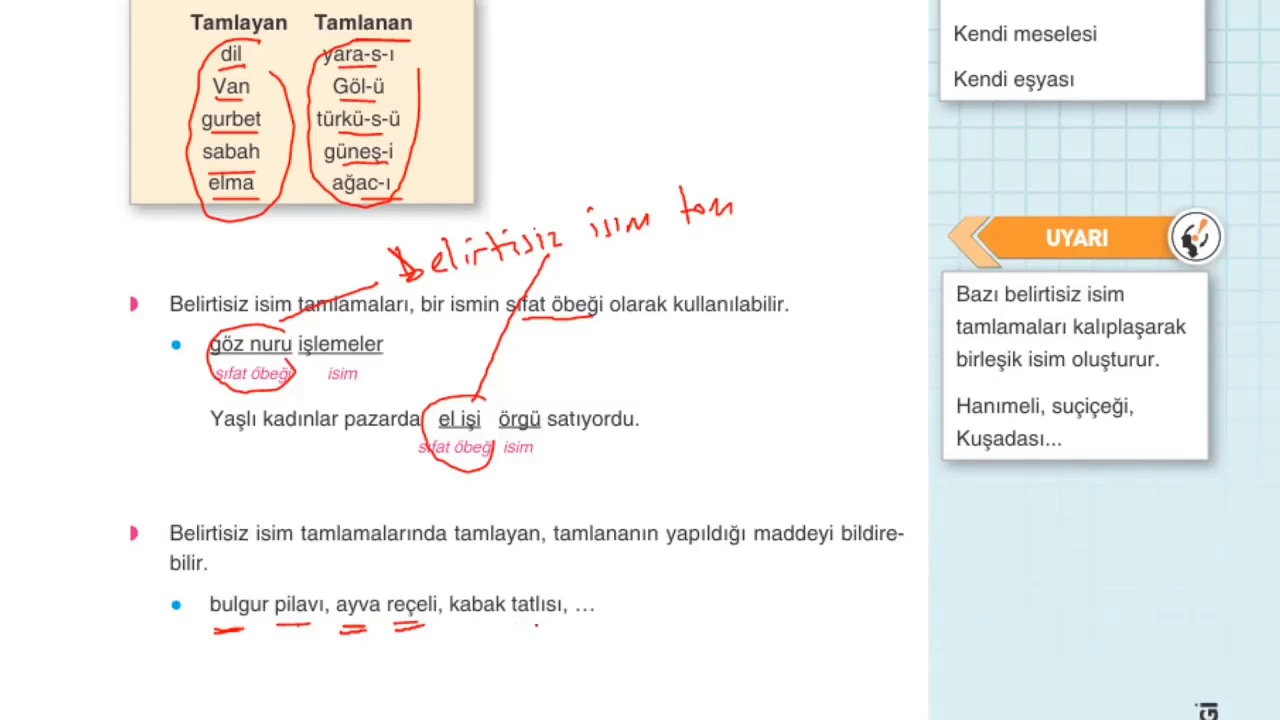 Tamlayan Tamlanan
dil yara-s-ı
Van Göl-ü
gurbet türkü-s-ü
sabah güneş-i
elma ağac-ı
Belirtisiz isim tam
Belirtisiz isim tamlamaları, bir ismin sıfat öbeği olarak kullanılabilir.
göz nuru işlemeler
sıfat öbeği isim
Yaşlı kadınlar pazarda el işi örgü satıyordu.
sıfat öbeği isim
Belirtisiz isim tamlamalarında tamlayan, tamlananın yapıldığı maddeyi bildire-
bilir.
bulgur pilavı, ayva reçeli, kabak tatlısı, ...
Kendi meselesi
Kendi eşyası
UYARI
Bazı belirtisiz isim
tamlamaları kalıplaşarak
birleşik isim oluşturur.
Hanımeli, suçiçeği,
Kuşadası...